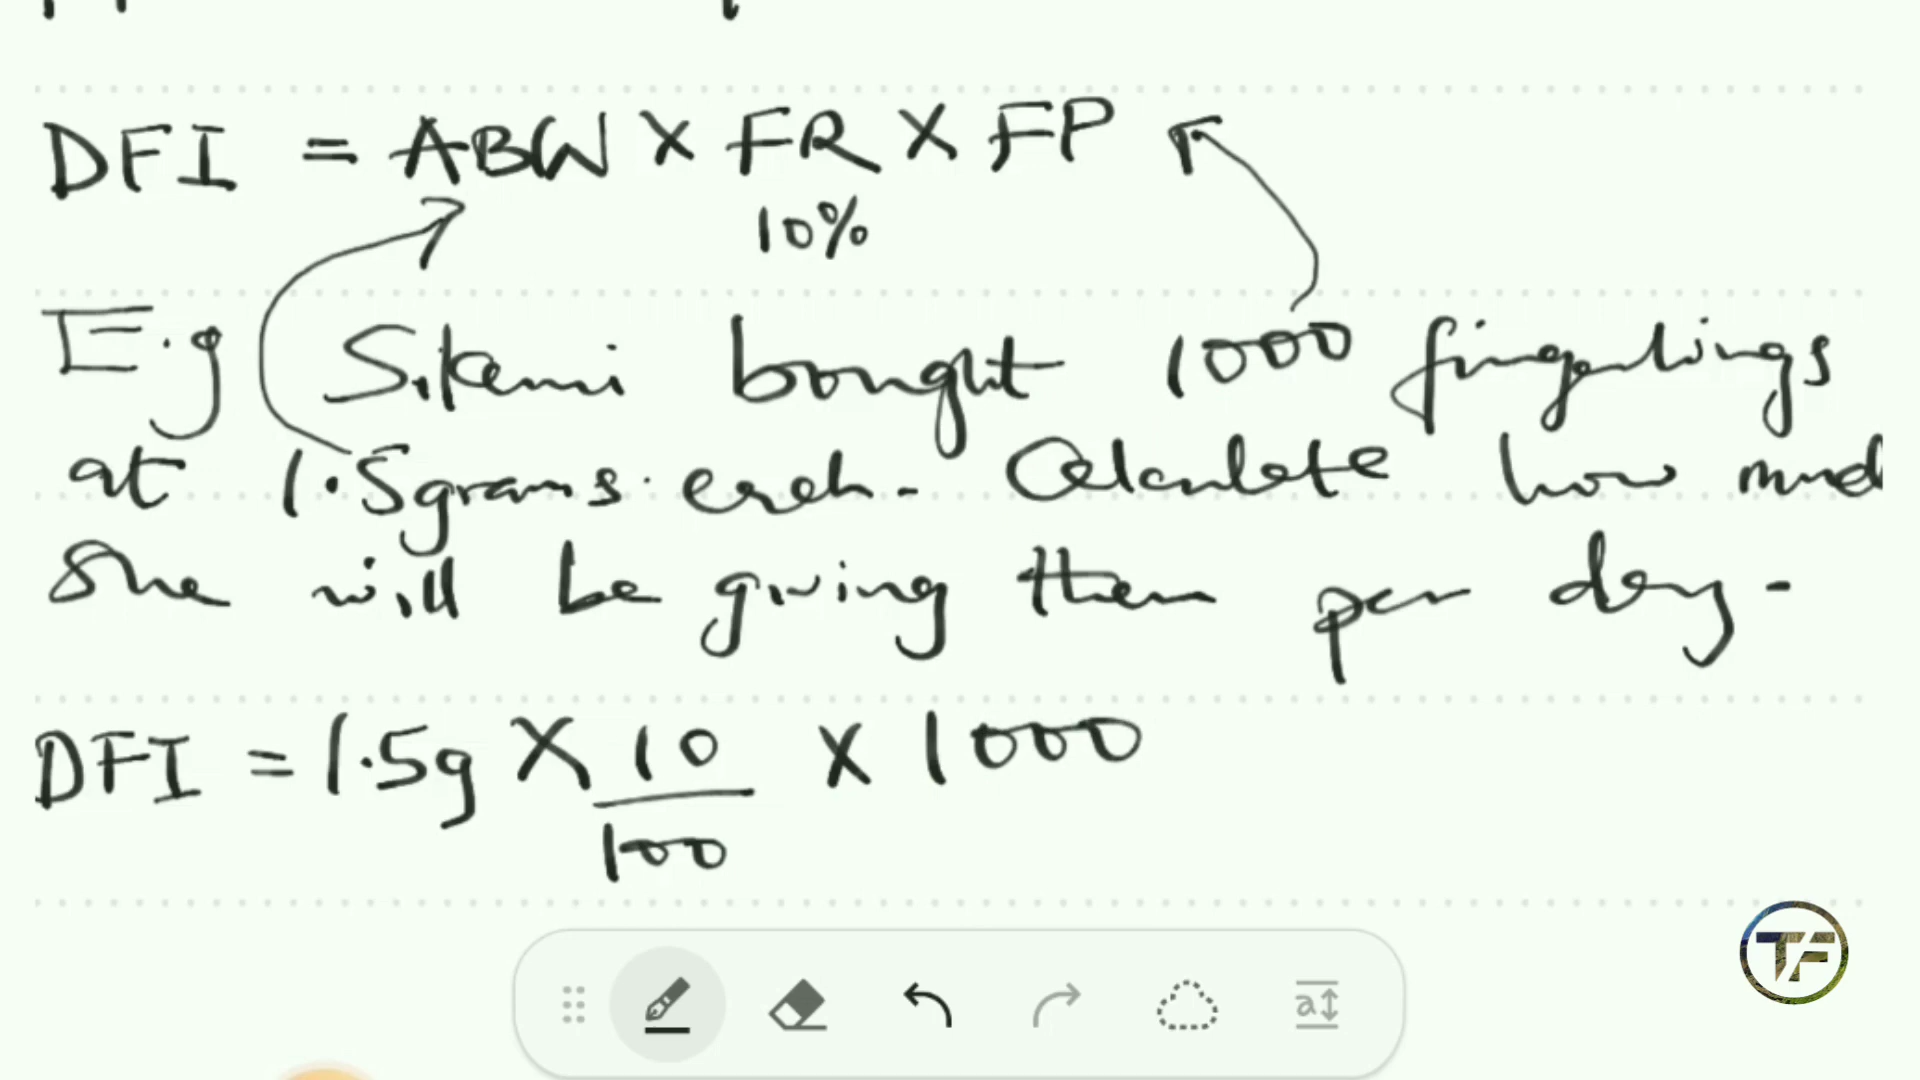 DFI = ABW X FR X FP
10%
E.g Sikemi bought 1000 fingerlings
at 1.5grams each. Calculate how much
She will be giving them per day.
DFI = 1.5g X 10 X 1000
100
TF
a